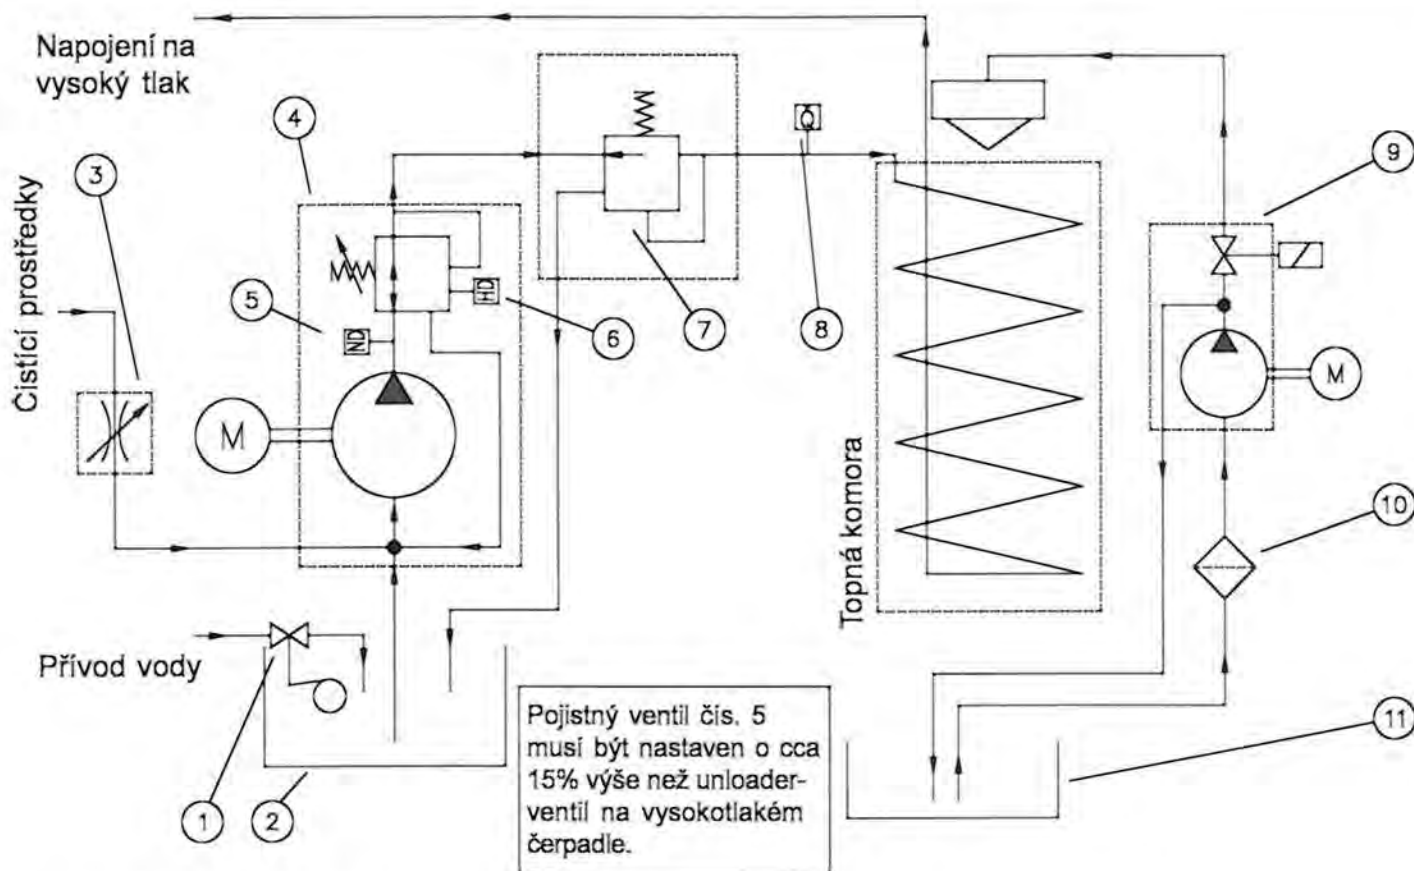 Napojení na
vysoký tlak
4
3
Čistící prostředky
5
ND
HD
6
M
7
Q
8
Topná komora
9
M
10
11
Přívod vody
1
2
Pojistný ventil čís. 5
musí být nastaven o cca
15% výše než unloader-
ventil na vysokotlakém
čerpadle.